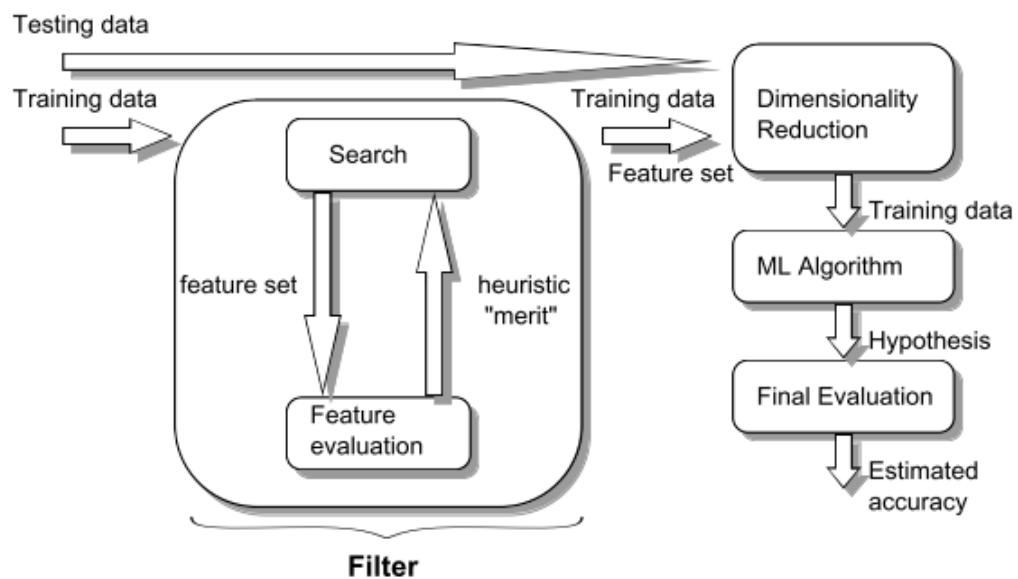 Testing data
Training data
Search
feature set
heuristic
"merit"
Feature
evaluation
Filter
Training data
Feature set
Dimensionality
Reduction
Training data
ML Algorithm
Hypothesis
Final Evaluation
Estimated
accuracy